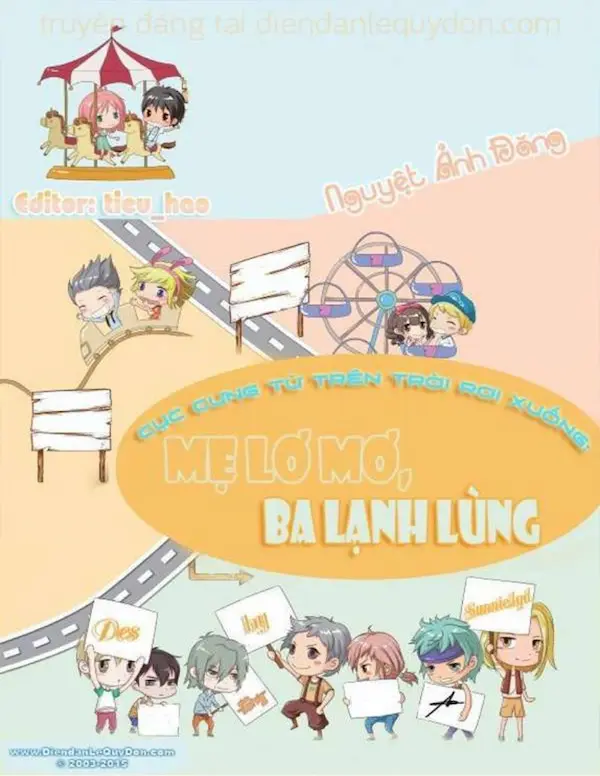 truyện đăng tại diendanlequydon.com
Editor: tieu_hao
Nguyệt Ảnh Đăng
CỤC CƯNG TỪ TRÊN TRỜI RƠI XUỐNG:
MẸ LƠ MƠ,
BA LẠNH LÙNG
Des
by
Sunnielyd
A
www.DiendanLeQuyDon.com
© 2003-2015